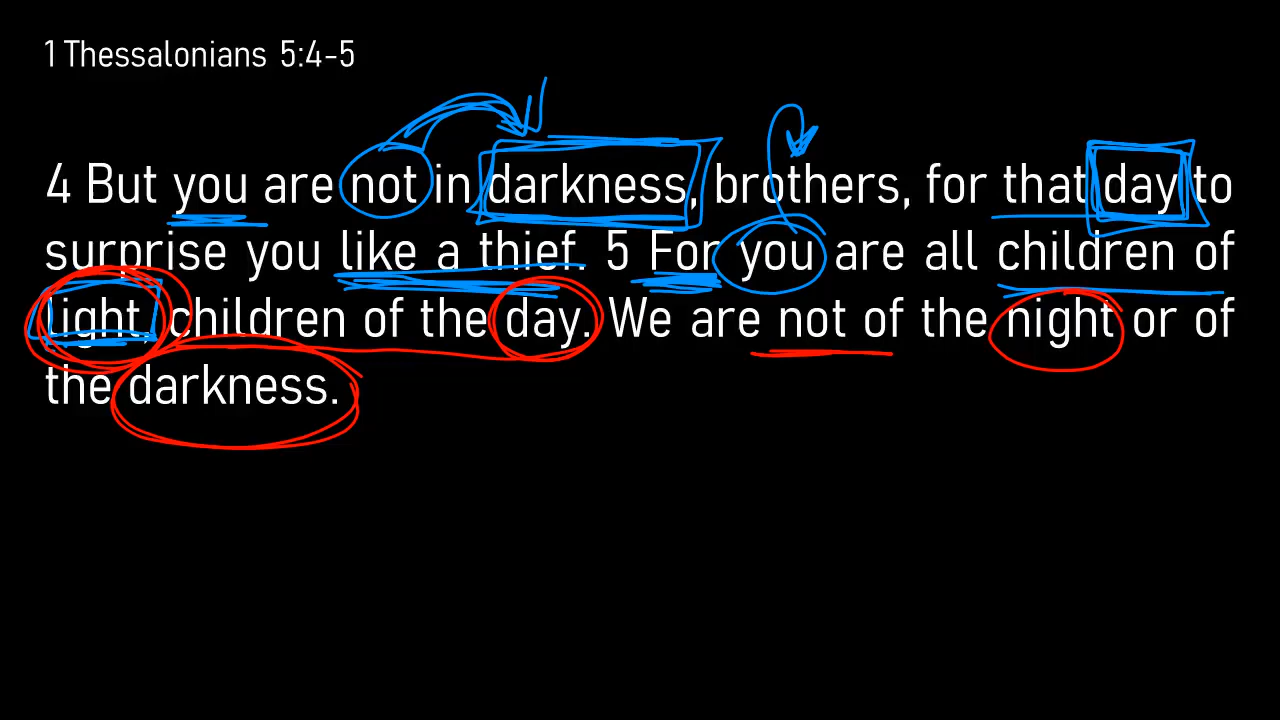 1 Thessalonians 5:4-5
4 But you are not in darkness, brothers, for that day to
surprise you like a thief. 5 For you are all children of
light, children of the day. We are not of the night or of
the darkness.